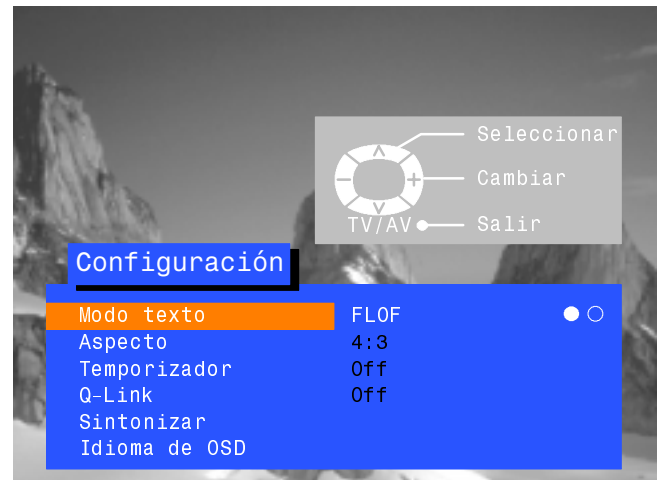 Seleccionar
Cambiar
TV/AV Salir
Configuración
Modo texto FLOF
Aspecto 4:3
Temporizador Off
Q-Link Off
Sintonizar
Idioma de OSD